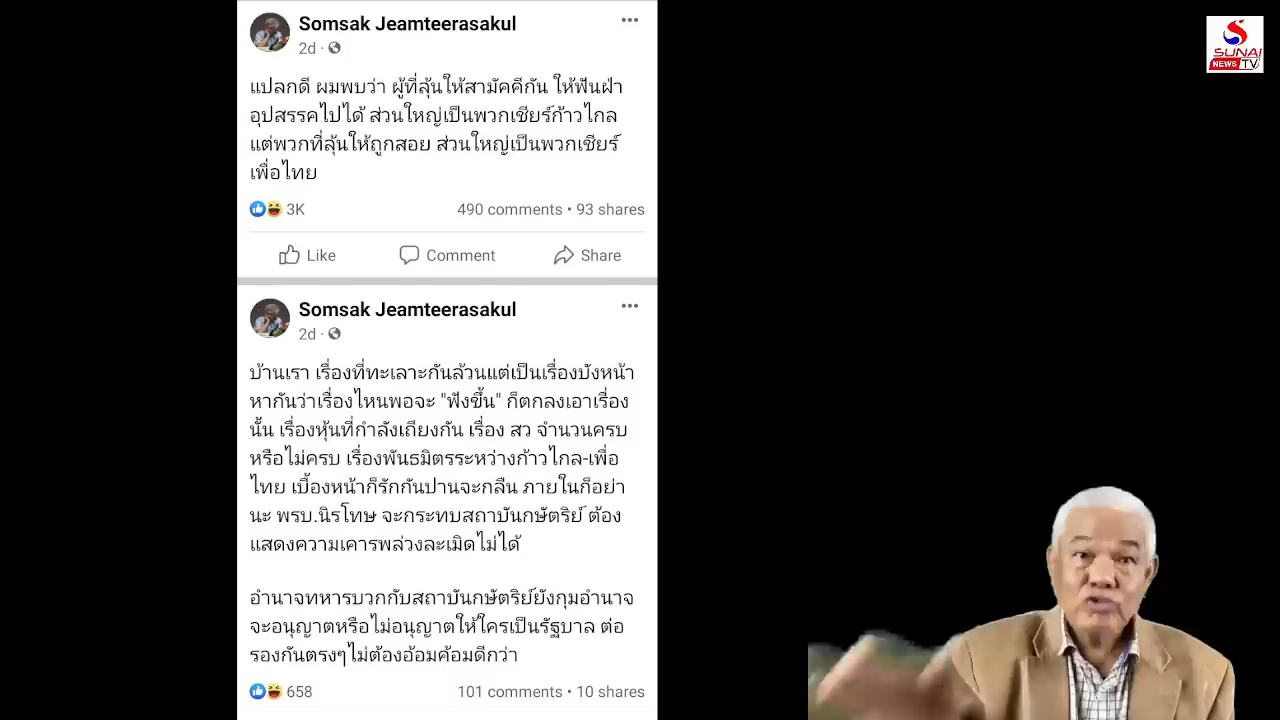 Somsak Jeamteerasakul
2d
แปลกดี ผมพบว่า ผู้ที่ลุ้นให้สามัคคีกัน ให้ฟันฝ่า
อุปสรรคไปได้ ส่วนใหญ่เป็นพวกเชียร์ก้าวไกล
แต่พวกที่ลุ้นให้ถูกสอย ส่วนใหญ่เป็นพวกเชียร์
เพื่อไทย
3K 490 comments • 93 shares
Like Comment Share
Somsak Jeamteerasakul
2d
บ้านเรา เรื่องที่ทะเลาะกันล้วนแต่เป็นเรื่องบังหน้า
หากันว่าเรื่องไหนพอจะ "ฟังขึ้น" ก็ตกลงเอาเรื่อง
นั้น เรื่องหุ้นที่กำลังเถียงกัน เรื่อง สว จำนวนครบ
หรือไม่ครบ เรื่องพันธมิตรระหว่างก้าวไกล-เพื่อ
ไทย เบื้องหน้าก็รักกันปานจะกลืน ภายในก็อย่า
นะ พรบ.นิรโทษ จะกระทบสถาบันกษัตริย์ ต้อง
แสดงความเคารพล่วงละเมิดไม่ได้
อำนาจทหารบวกกับสถาบันกษัตริย์ยังกุมอำนาจ
จะอนุญาตหรือไม่อนุญาตให้ใครเป็นรัฐบาล ต่อ
รองกันตรงๆไม่ต้องอ้อมค้อมดีกว่า
658 101 comments • 10 shares
SUNAI
NEWS TV